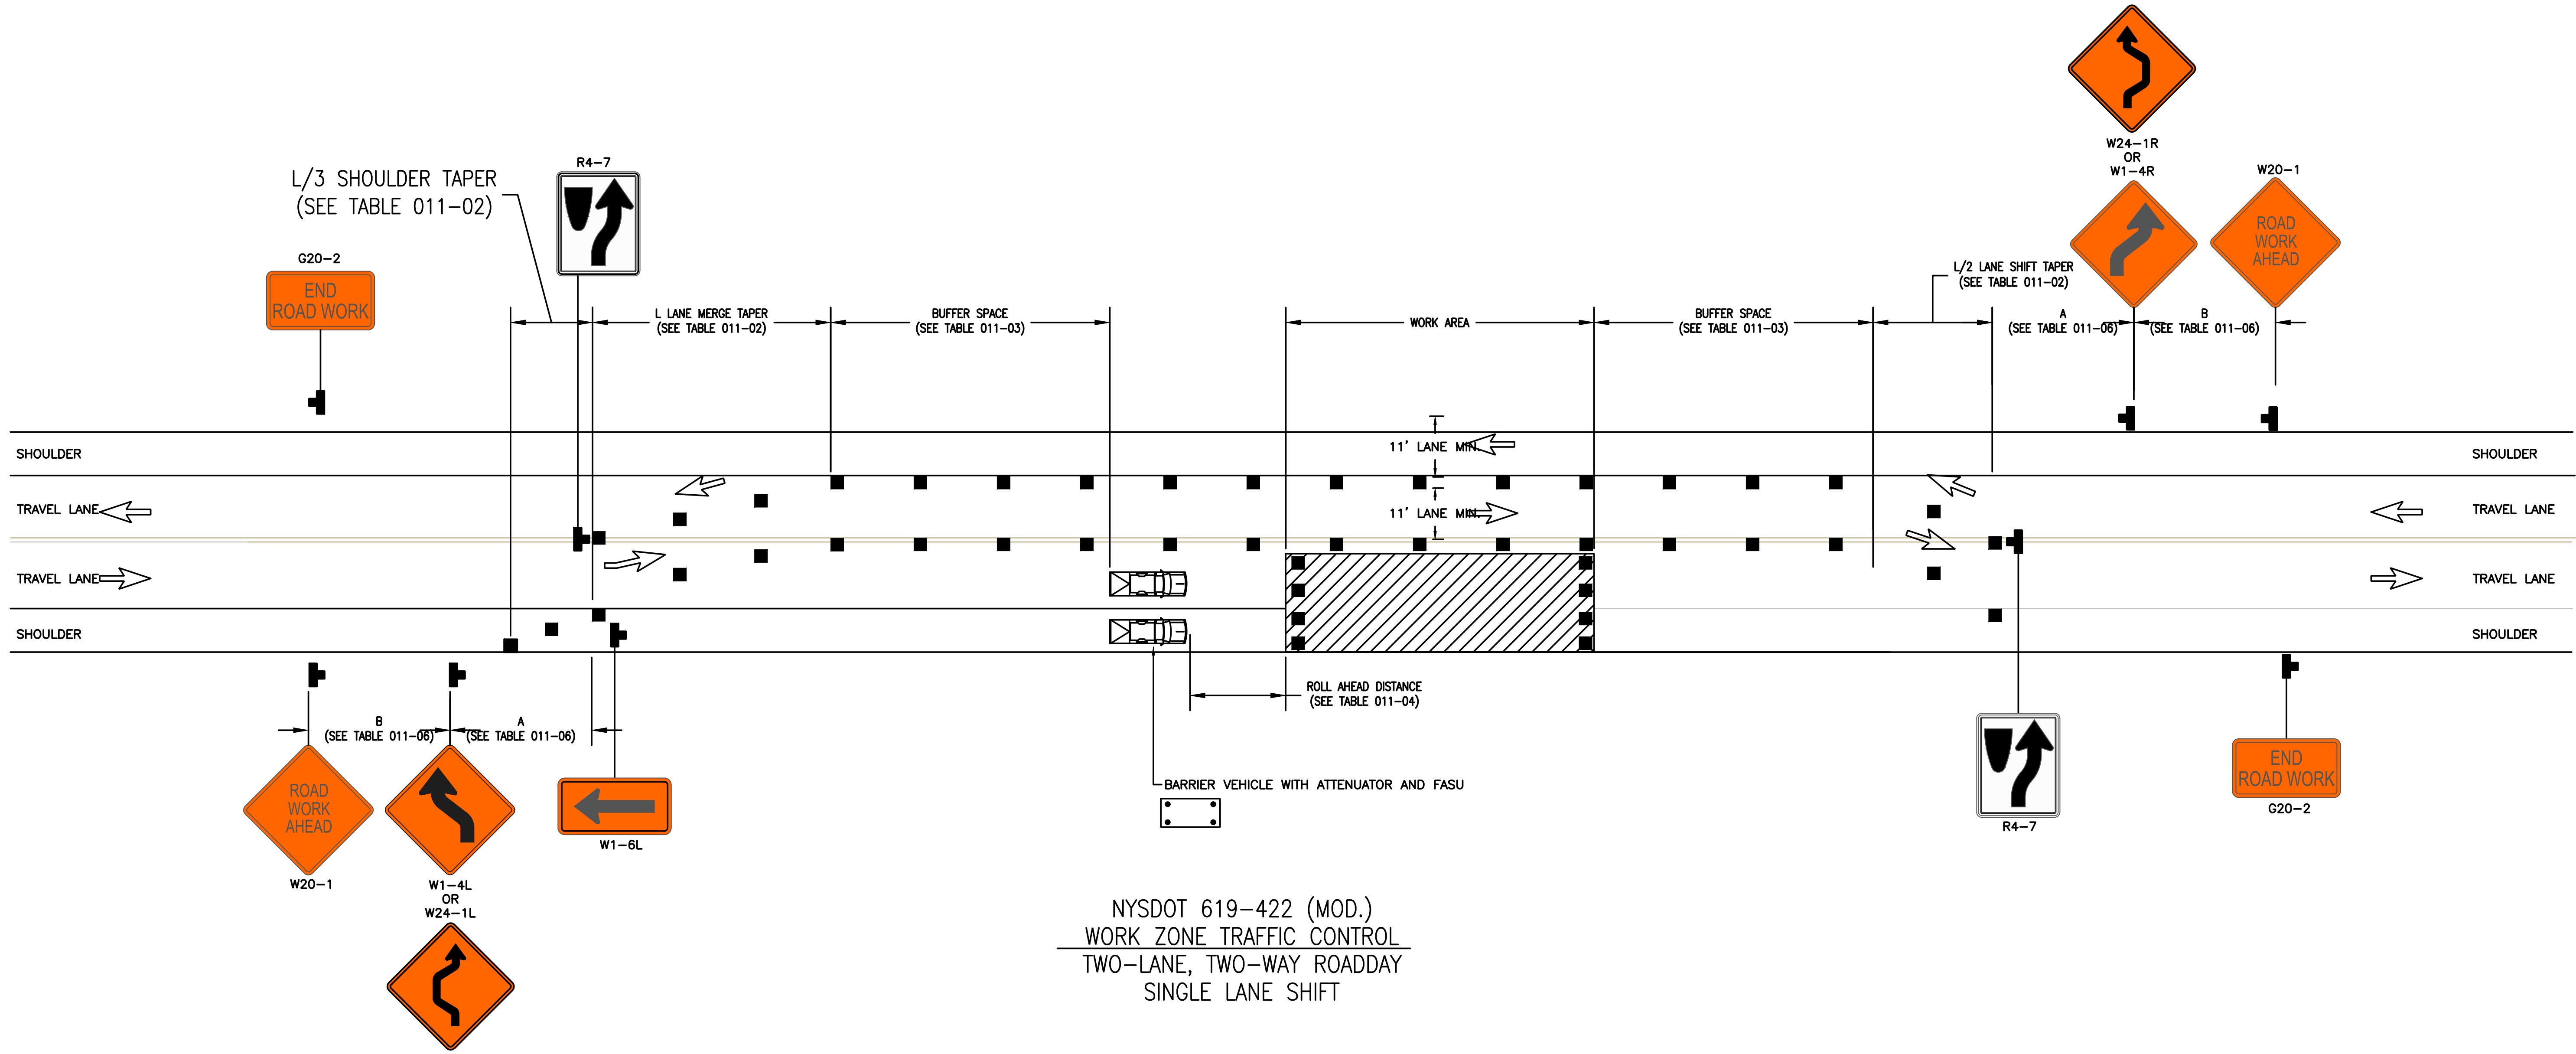 W24-1R
OR
W1-4R
W20-1
ROAD
WORK
AHEAD
R4-7
L/3 SHOULDER TAPER
(SEE TABLE 011-02)
G20-2
END
ROAD WORK
L LANE MERGE TAPER
(SEE TABLE 011-02)
BUFFER SPACE
(SEE TABLE 011-03)
WORK AREA
BUFFER SPACE
(SEE TABLE 011-03)
L/2 LANE SHIFT TAPER
(SEE TABLE 011-02)
A
(SEE TABLE 011-06)
B
(SEE TABLE 011-06)
SHOULDER
11' LANE MIN.
SHOULDER
TRAVEL LANE
11' LANE MIN.
TRAVEL LANE
TRAVEL LANE
TRAVEL LANE
SHOULDER
SHOULDER
ROLL AHEAD DISTANCE
(SEE TABLE 011-04)
B
(SEE TABLE 011-06)
A
(SEE TABLE 011-06)
ROAD
WORK
AHEAD
W20-1
W1-4L
OR
W24-1L
W1-6L
BARRIER VEHICLE WITH ATTENUATOR AND FASU
R4-7
END
ROAD WORK
G20-2
NYSDOT 619-422 (MOD.)
WORK ZONE TRAFFIC CONTROL
TWO-LANE, TWO-WAY ROADDAY
SINGLE LANE SHIFT